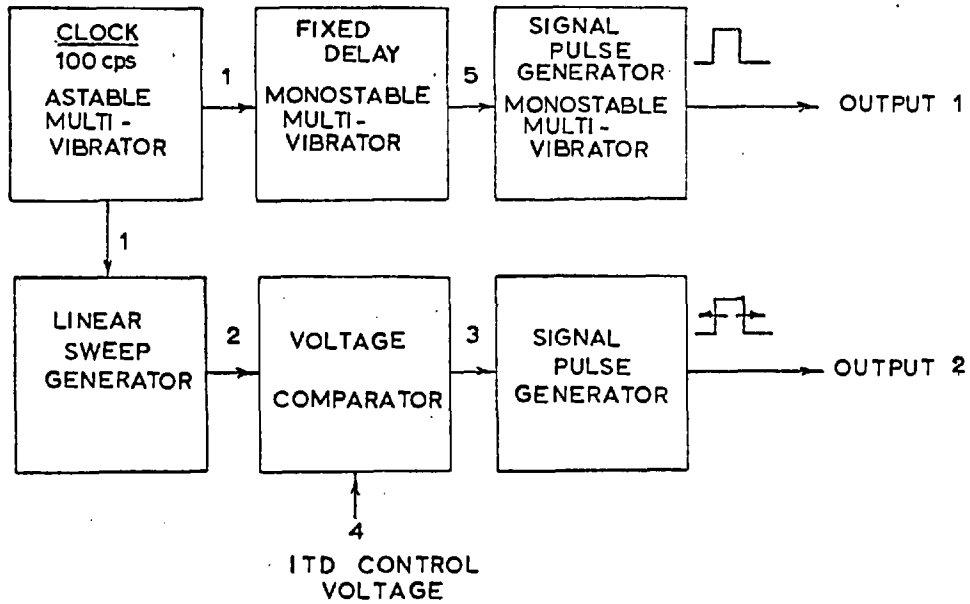 CLOCK
100 cps
ASTABLE
MULTI-
VIBRATOR
1
FIXED
DELAY
MONOSTABLE
MULTI-
VIBRATOR
5
SIGNAL
PULSE
GENERATOR
MONOSTABLE
MULTI-
VIBRATOR
OUTPUT 1
1
LINEAR
SWEEP
GENERATOR
2
VOLTAGE
COMPARATOR
3
SIGNAL
PULSE
GENERATOR
OUTPUT 2
4
ITD CONTROL
VOLTAGE